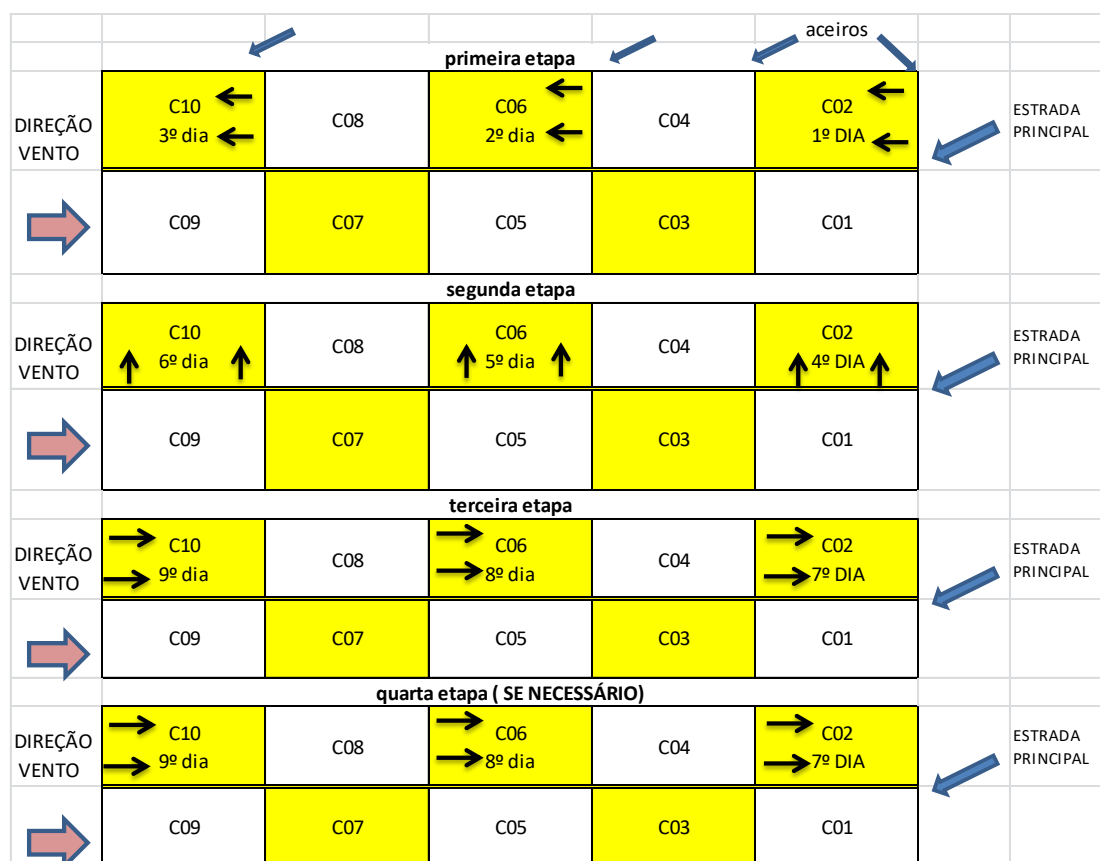 aceiros
primeira etapa
DIREÇÃO VENTO
C10 3º dia
C08
C06 2º dia
C04
C02 1º DIA
ESTRADA PRINCIPAL
C09
C07
C05
C03
C01
segunda etapa
DIREÇÃO VENTO
C10 6º dia
C08
C06 5º dia
C04
C02 4º DIA
ESTRADA PRINCIPAL
C09
C07
C05
C03
C01
terceira etapa
DIREÇÃO VENTO
C10 9º dia
C08
C06 8º dia
C04
C02 7º DIA
ESTRADA PRINCIPAL
C09
C07
C05
C03
C01
quarta etapa ( SE NECESSÁRIO)
DIREÇÃO VENTO
C10 9º dia
C08
C06 8º dia
C04
C02 7º DIA
ESTRADA PRINCIPAL
C09
C07
C05
C03
C01